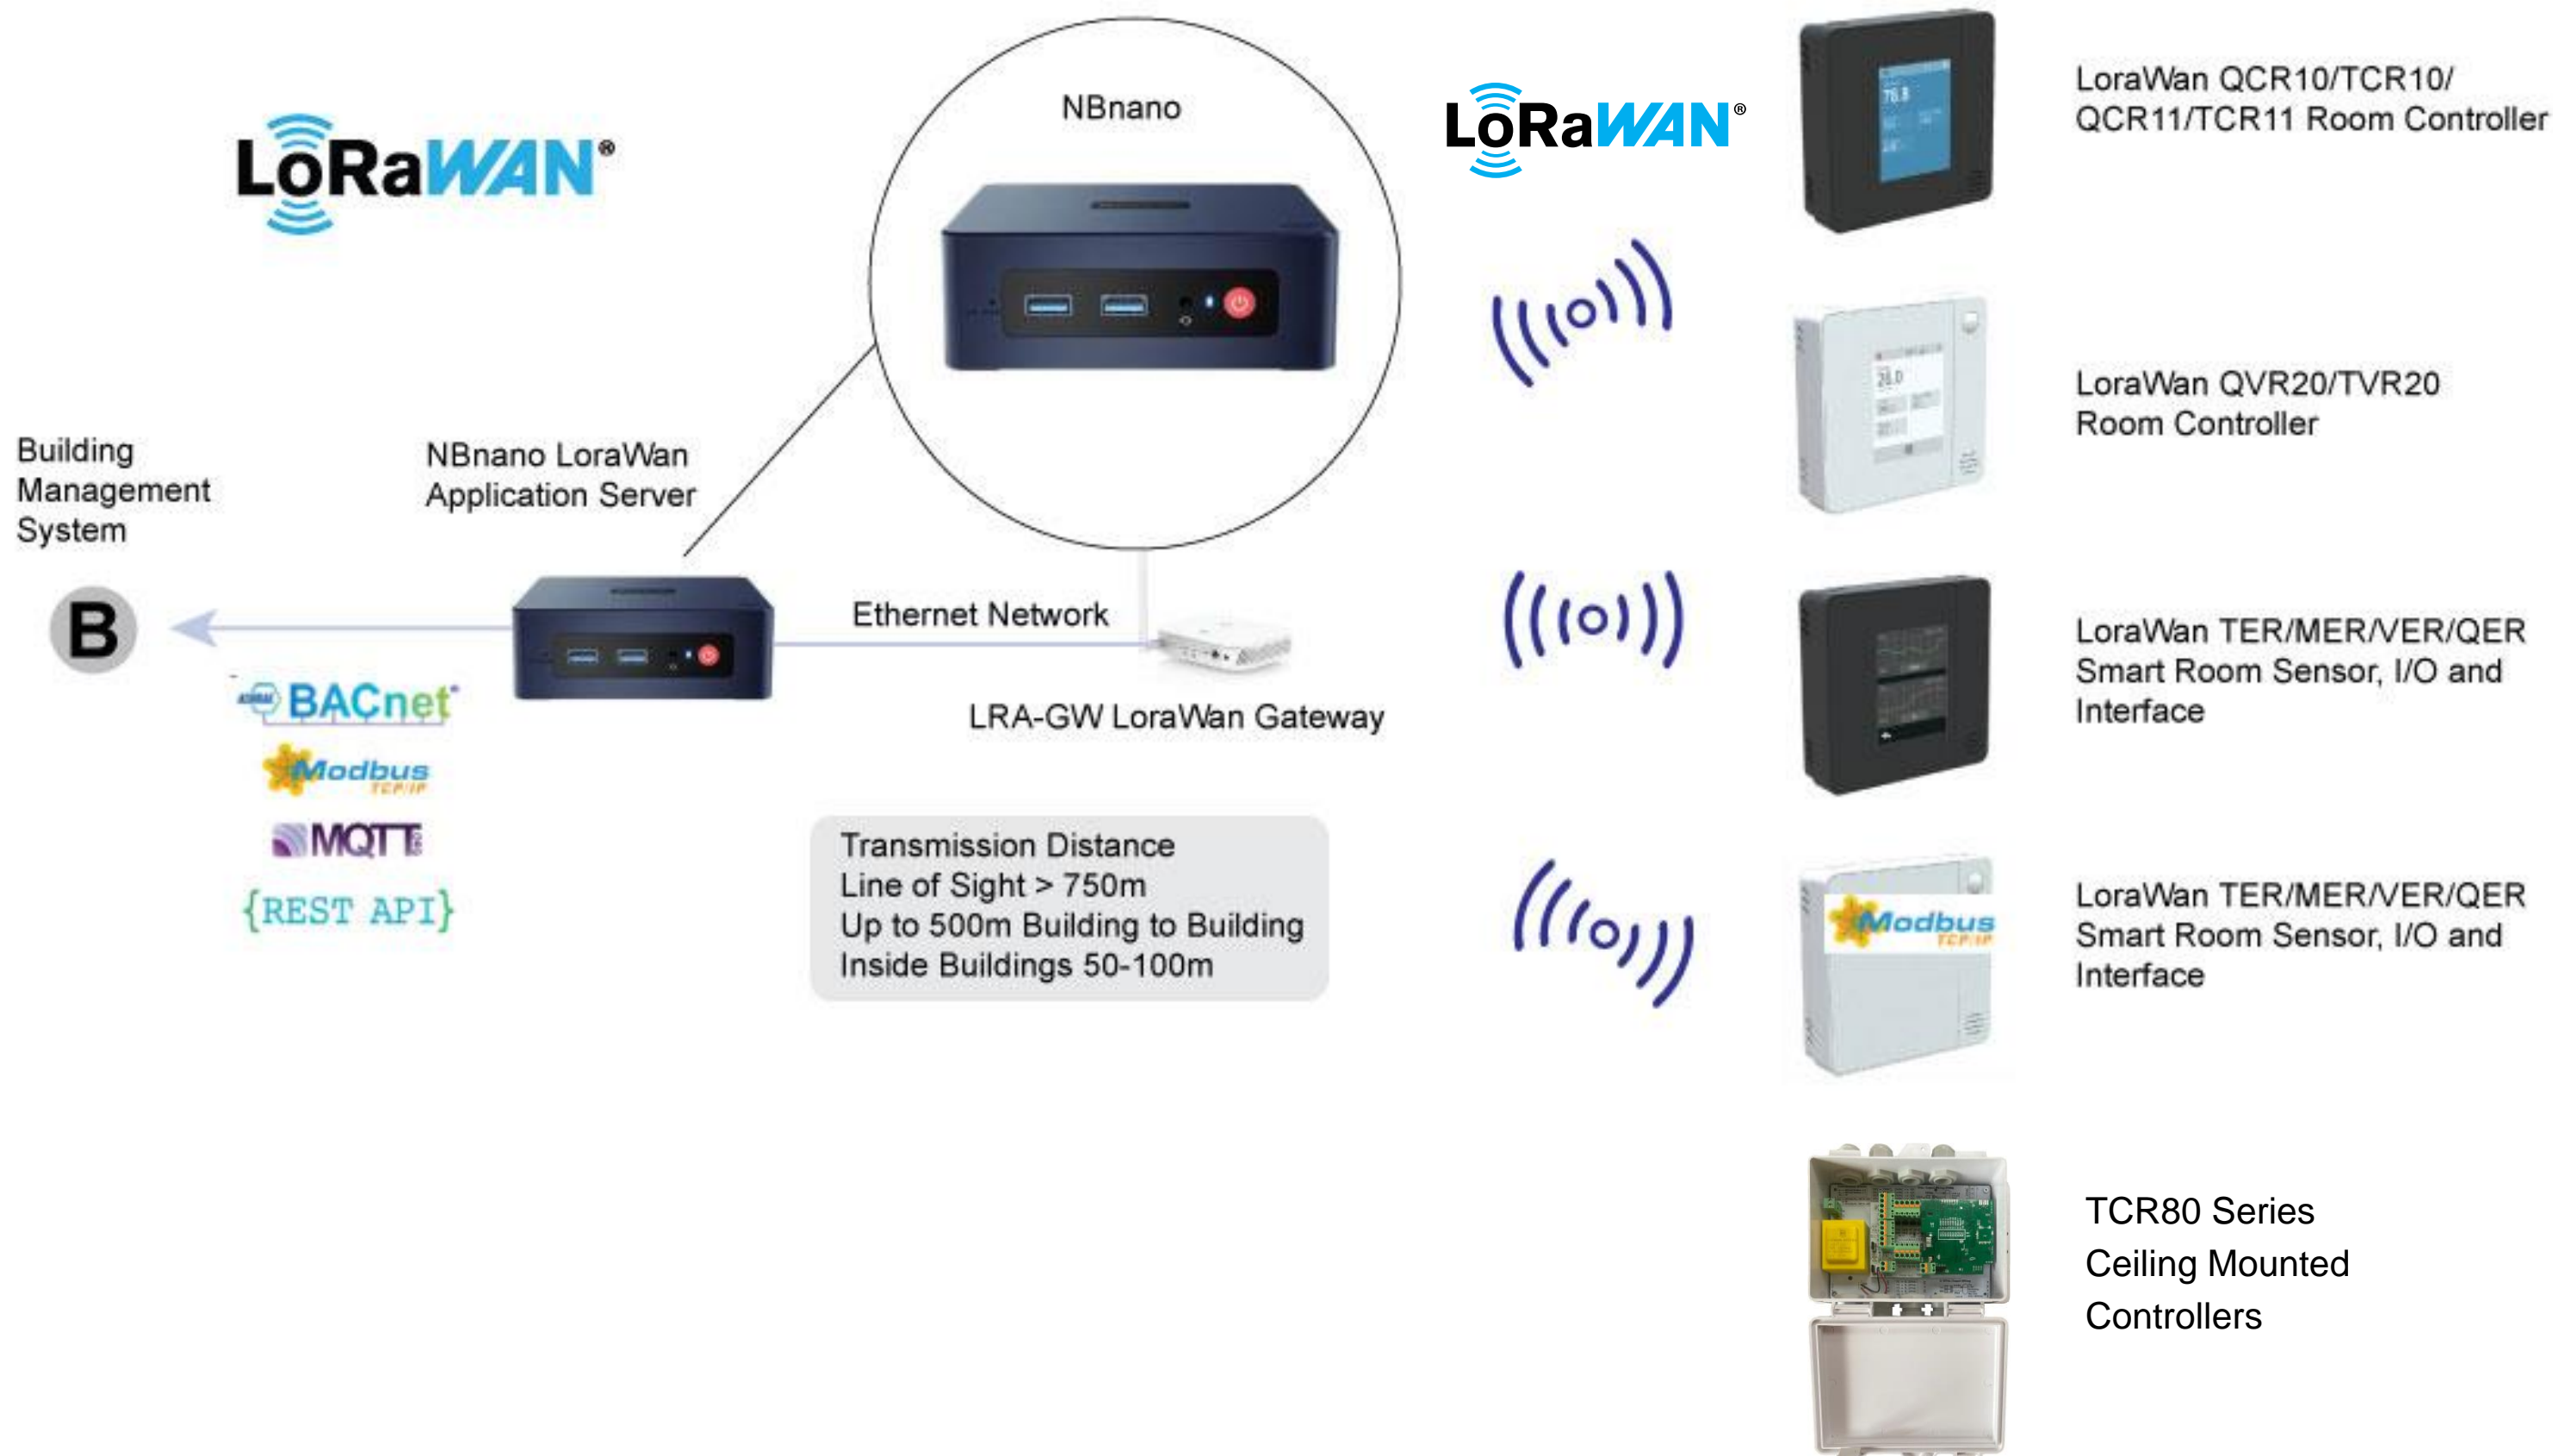 LoRaWAN®
NBnano
LoRaWAN®
LoraWan QCR10/TCR10/
QCR11/TCR11 Room Controller
78.8
LoraWan QVR20/TVR20
Room Controller
Building
Management
System
NBnano LoraWan
Application Server
B
Ethernet Network
LRA-GW LoraWan Gateway
LoraWan TER/MER/VER/QER
Smart Room Sensor, I/O and
Interface
ASHRAE BACnet
Modbus
TCP/IP
MQTT
{REST API}
Transmission Distance
Line of Sight > 750m
Up to 500m Building to Building
Inside Buildings 50-100m
Modbus
TCP/IP
LoraWan TER/MER/VER/QER
Smart Room Sensor, I/O and
Interface
TCR80 Series
Ceiling Mounted
Controllers